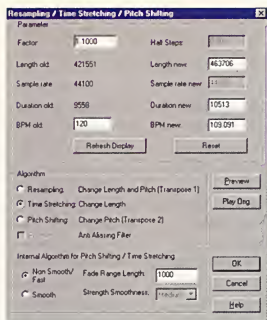 Resampling / Time Stretching / Pitch Shifting
Parameter
Factor: 1.1000 Half Steps:
Length old: 421551 Length new: 463706
Sample rate 44100 Sample rate new
Duration old: 9558 Duration new: 10513
BPM old: 120 BPM new: 109.091
Refresh Display Reset
Algorithm
Resampling: Change Length and Pitch (Transpose 1) Preview
Time Stretching: Change Length Play Orig.
Pitch Shifting Change Pitch (Transpose 2)
Anti Aliasing Filter
Internal Algorithm for Pitch Shifting / Time Stretching
Non Smooth/ Fade Range Length: 1000 OK
Fast
Cancel
Smooth Strength Smoothness: Medium
Help